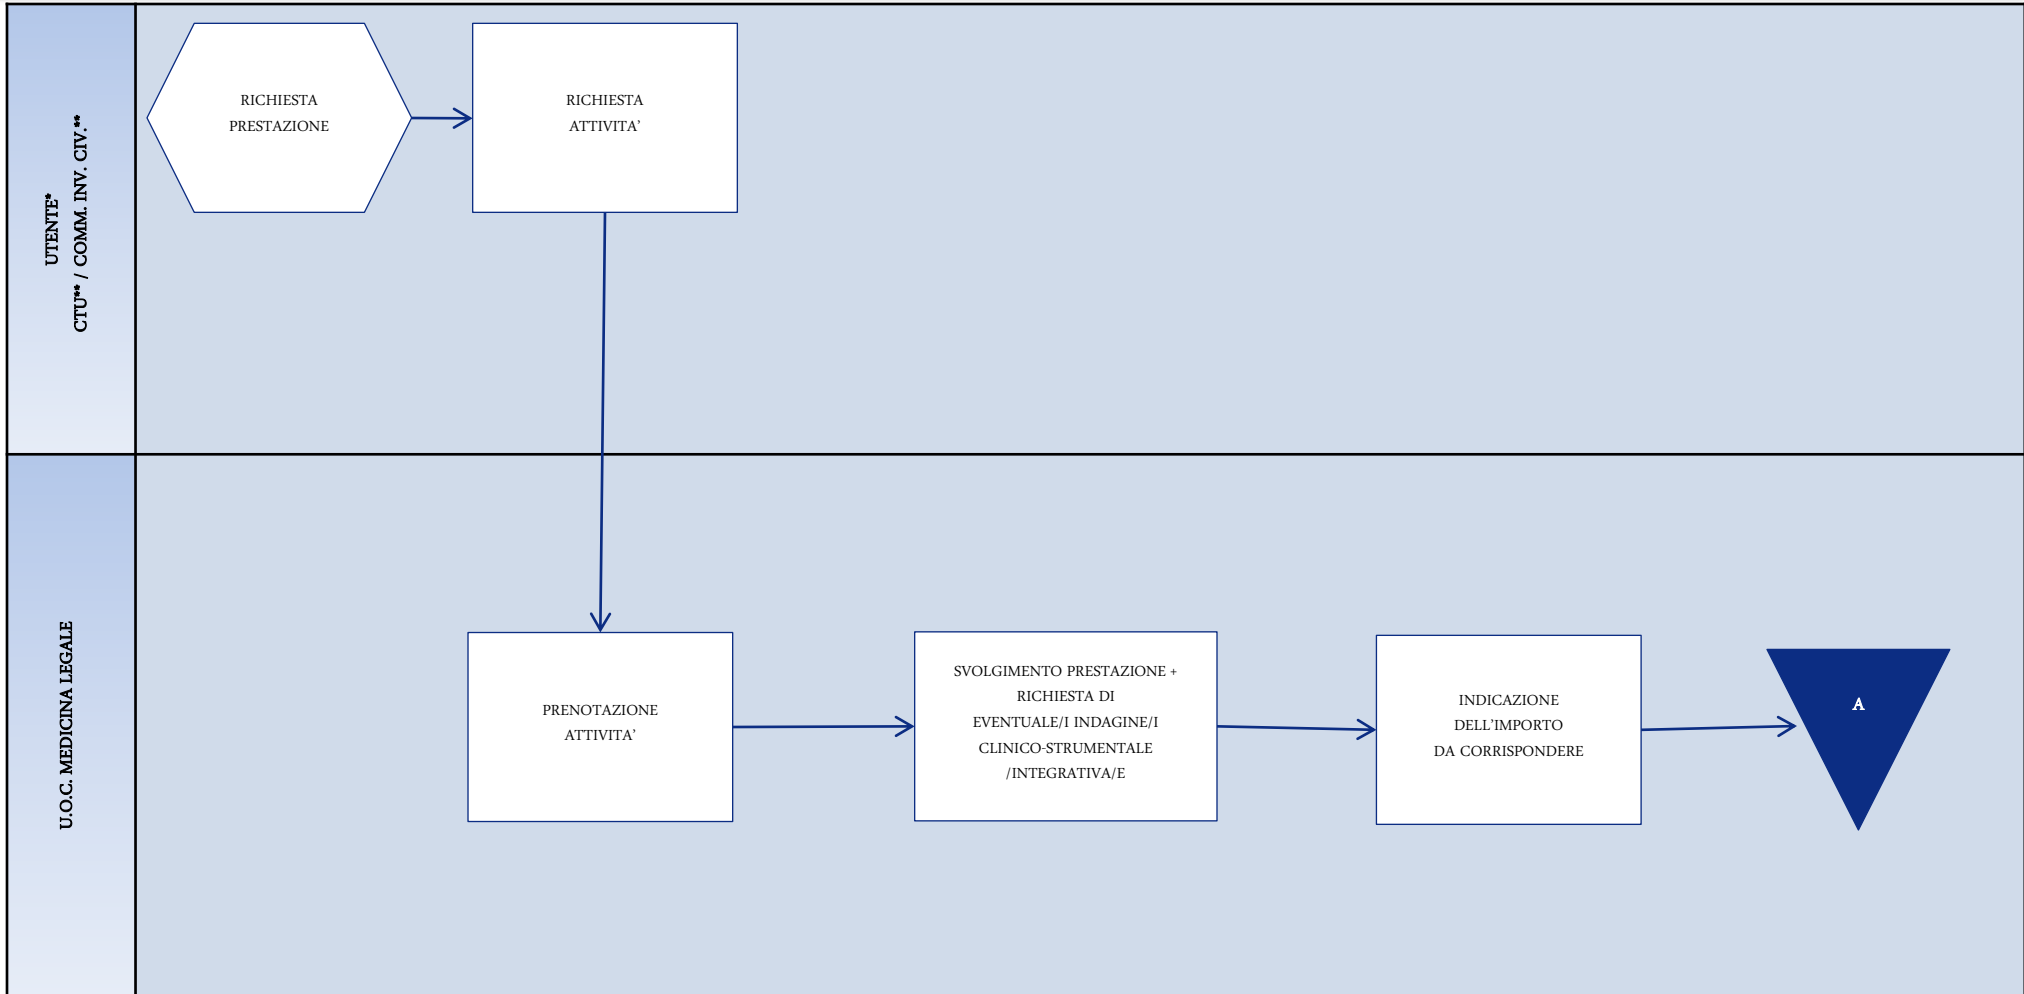 UTENTE*
CTU** / COMM. INV. CIV.**
RICHIESTA
PRESTAZIONE
RICHIESTA
ATTIVITA’
U.O.C. MEDICINA LEGALE
PRENOTAZIONE
ATTIVITA’
SVOLGIMENTO PRESTAZIONE +
RICHIESTA DI
EVENTUALE/I INDAGINE/I
CLINICO-STRUMENTALE
/INTEGRATIVA/E
INDICAZIONE
DELL’IMPORTO
DA CORRISPONDERE
A